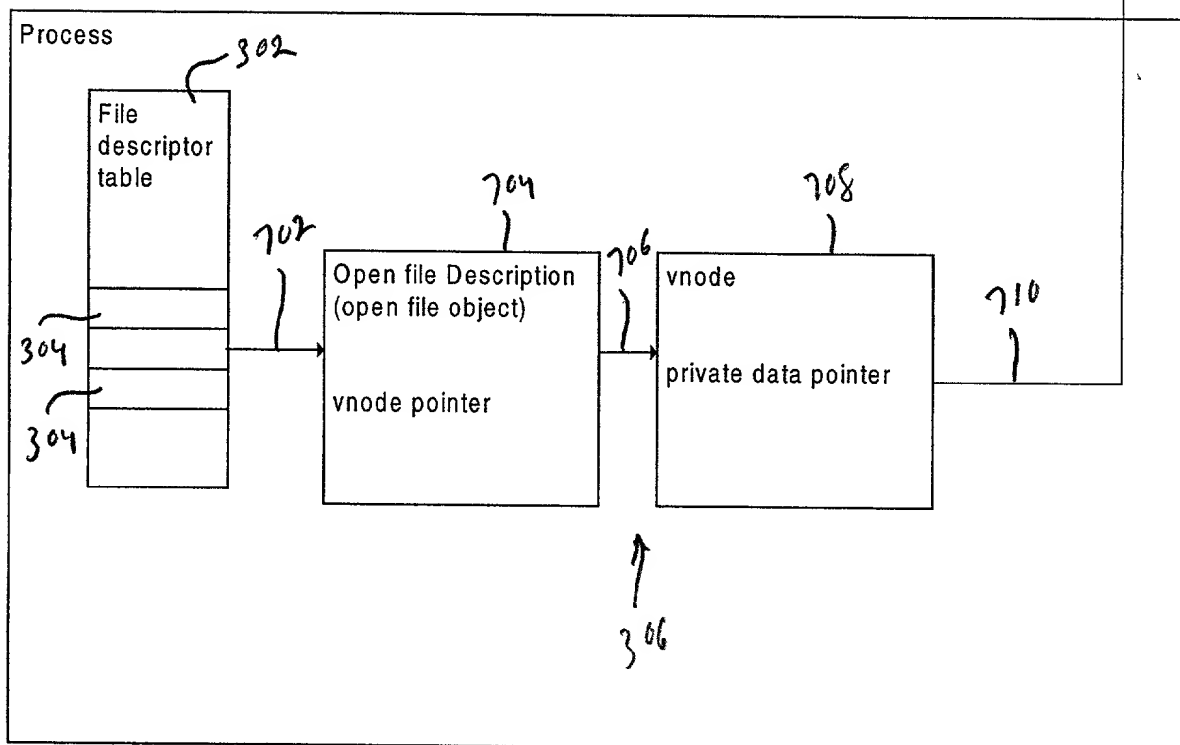 Process
302
File
descriptor
table
704
708
702
706
Open file Description
(open file object)
vnode
710
304
private data pointer
vnode pointer
304
306